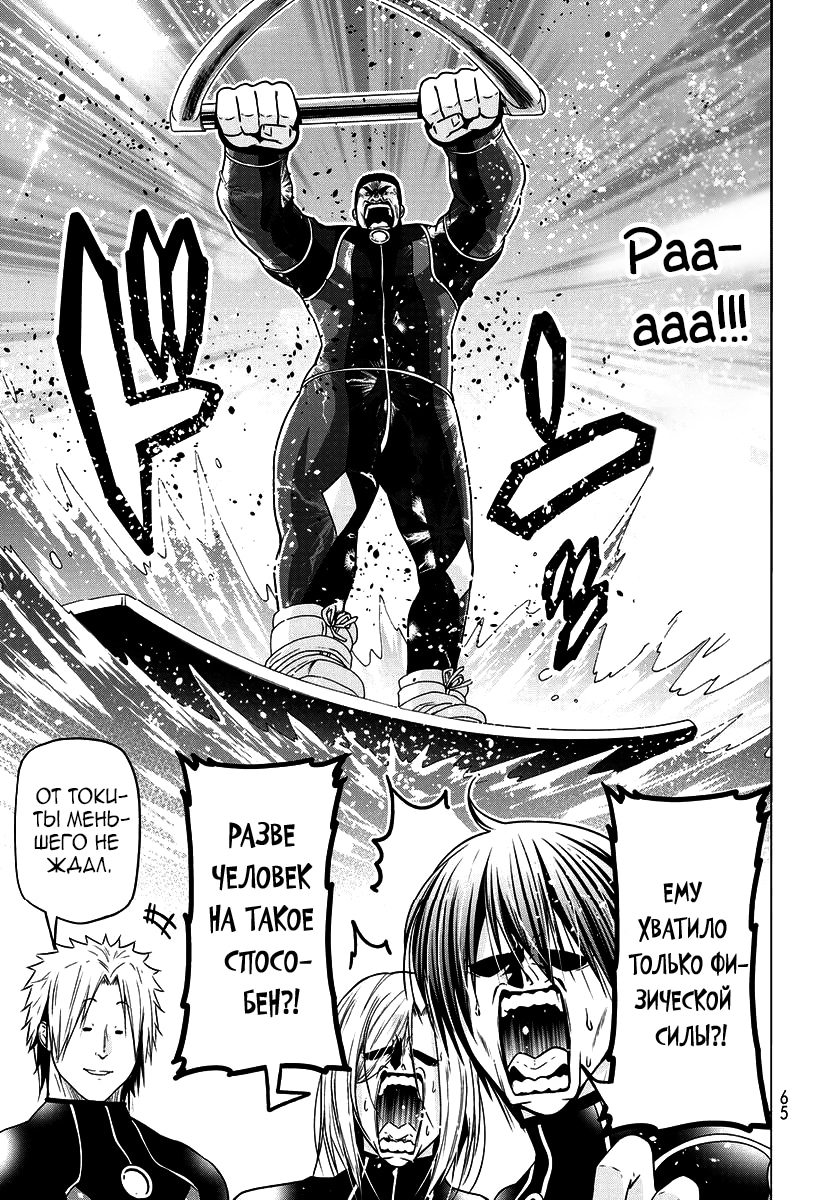 Раа-
ааа!!!
ЕМУ
ХВАТИЛО
ТОЛЬКО ФИ-
ЗИЧЕСКОЙ
СИЛЫ?!
РАЗВЕ
ЧЕЛОВЕК
НА ТАКОЕ
СПОСО-
БЕН?!
ОТ ТОКИ-
ТЫ МЕНЬ-
ШЕГО НЕ
ЖДАЛ.
65